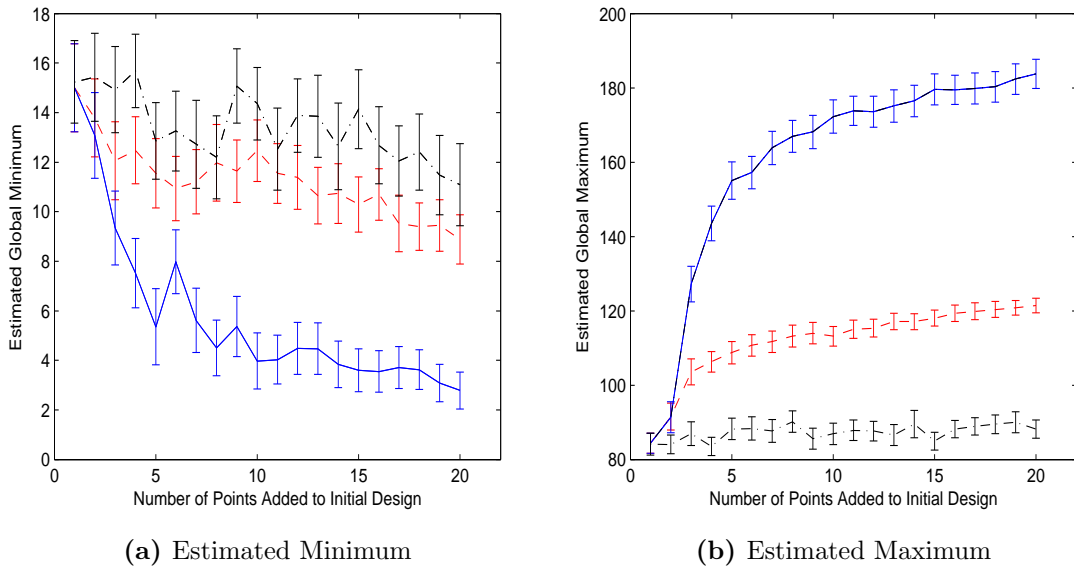 18
16
14
12
10
8
6
4
2
0
Estimated Global Minimum
0 5 10 15 20
Number of Points Added to Initial Design
(a) Estimated Minimum
200
180
160
140
120
100
80
Estimated Global Maximum
0 5 10 15 20
Number of Points Added to Initial Design
(b) Estimated Maximum